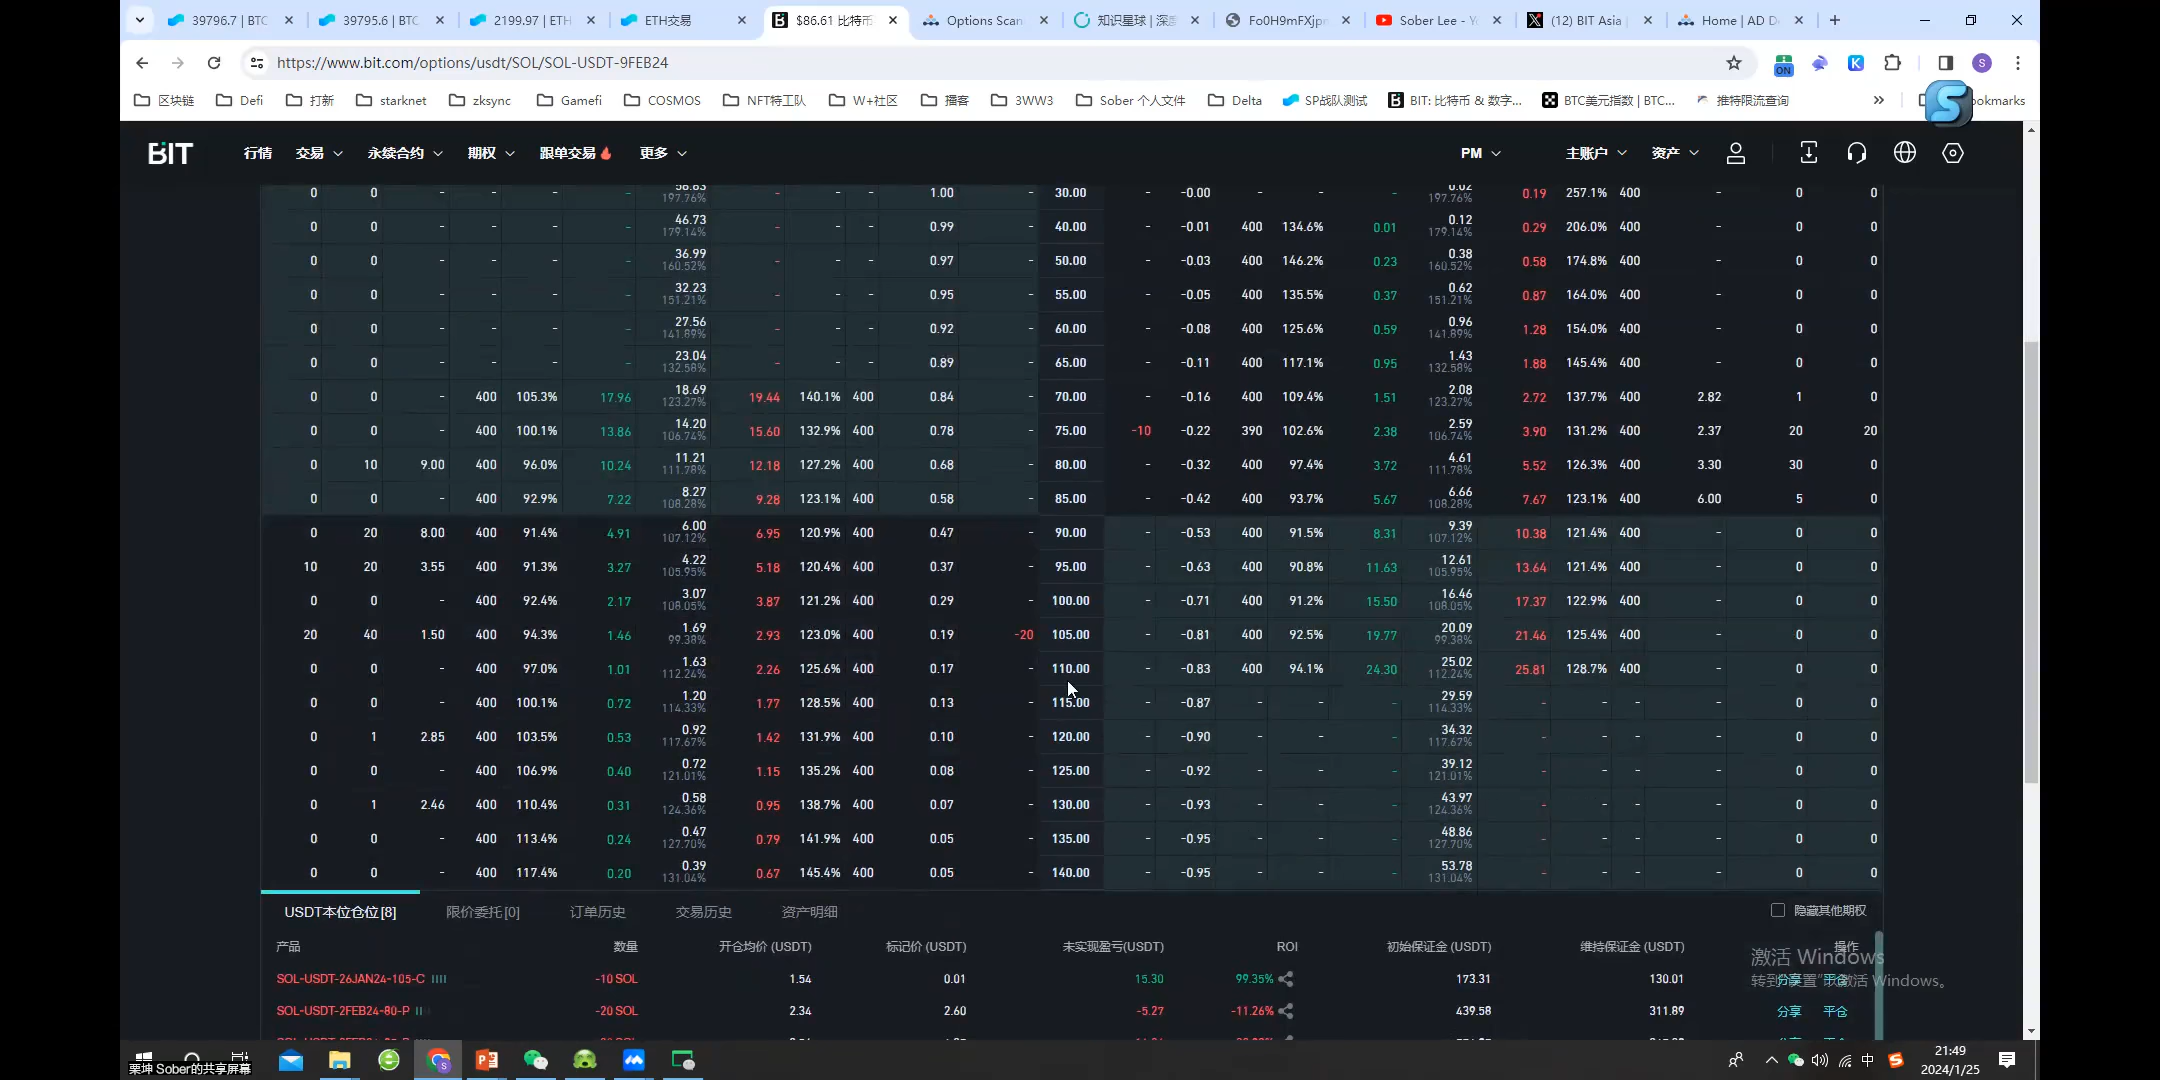 39796.7 | BTC
39795.6 | BTC
2199.97 | ETH
ETH交易
$86.61 比特币
Options Scan
知识星球 | 深度
Fo0H9mFXjp
Sober Lee - Y
(12) BIT Asia
Home | AD D
https://www.bit.com/options/usdt/SOL/SOL-USDT-9FEB24
ON
K
S
区块链 Defi 打新 starknet zksync Gamefi COSMOS NFT特工队 W+社区 播客 3WW3 Sober 个人文件 Delta SP战队测试 BIT: 比特币 & 数字... BTC美元指数 | BTC... 推特限流查询 » ookmarks
BIT 行情 交易 永续合约 期权 跟单交易 更多 PM 主账户 资产
0 0 - - - - 58.83 - - - 1.00 - 30.00 - -0.00 - - - 0.02 0.19 257.1% 400 - 0 0
197.76% 197.76%
0 0 - - - - 46.73 - - - 0.99 - 40.00 - -0.01 400 134.6% 0.01 0.12 0.29 206.0% 400 - 0 0
179.14% 179.14%
0 0 - - - - 36.99 - - - 0.97 - 50.00 - -0.03 400 146.2% 0.23 0.38 0.58 174.8% 400 - 0 0
160.52% 160.52%
0 0 - - - - 32.23 - - - 0.95 - 55.00 - -0.05 400 135.5% 0.37 0.62 0.87 164.0% 400 - 0 0
151.21% 151.21%
0 0 - - - - 27.56 - - - 0.92 - 60.00 - -0.08 400 125.6% 0.59 0.96 1.28 154.0% 400 - 0 0
141.89% 141.89%
0 0 - - - - 23.04 - - - 0.89 - 65.00 - -0.11 400 117.1% 0.95 1.43 1.88 145.4% 400 - 0 0
132.58% 132.58%
0 0 - 400 105.3% 17.96 18.69 19.44 140.1% 400 0.84 - 70.00 - -0.16 400 109.4% 1.51 2.08 2.72 137.7% 400 2.82 1 0
123.27% 123.27%
0 0 - 400 100.1% 13.86 14.20 15.60 132.9% 400 0.78 - 75.00 -10 -0.22 390 102.6% 2.38 2.59 3.90 131.2% 400 2.37 20 20
106.74% 106.74%
0 10 9.00 400 96.0% 10.24 11.21 12.18 127.2% 400 0.68 - 80.00 - -0.32 400 97.4% 3.72 4.61 5.52 126.3% 400 3.30 30 0
111.78% 111.78%
0 0 - 400 92.9% 7.22 8.27 9.28 123.1% 400 0.58 - 85.00 - -0.42 400 93.7% 5.67 6.66 7.67 123.1% 400 6.00 5 0
108.28% 108.28%
0 20 8.00 400 91.4% 4.91 6.00 6.95 120.9% 400 0.47 - 90.00 - -0.53 400 91.5% 8.31 9.39 10.38 121.4% 400 - 0 0
107.12% 107.12%
10 20 3.55 400 91.3% 3.27 4.22 5.18 120.4% 400 0.37 - 95.00 - -0.63 400 90.8% 11.63 12.61 13.64 121.4% 400 - 0 0
105.95% 105.95%
0 0 - 400 92.4% 2.17 3.07 3.87 121.2% 400 0.29 - 100.00 - -0.71 400 91.2% 15.50 16.46 17.37 122.9% 400 - 0 0
108.05% 108.05%
20 40 1.50 400 94.3% 1.46 1.69 2.93 123.0% 400 0.19 -20 105.00 - -0.81 400 92.5% 19.77 20.09 21.46 125.4% 400 - 0 0
99.38% 99.38%
0 0 - 400 97.0% 1.01 1.63 2.26 125.6% 400 0.17 - 110.00 - -0.83 400 94.1% 24.30 25.02 25.81 128.7% 400 - 0 0
112.24% 112.24%
0 0 - 400 100.1% 0.72 1.20 1.77 128.5% 400 0.13 - 115.00 - -0.87 - - - 29.59 - - - - 0 0
114.33% 114.33%
0 1 2.85 400 103.5% 0.53 0.92 1.42 131.9% 400 0.10 - 120.00 - -0.90 - - - 34.32 - - - - 0 0
117.67% 117.67%
0 0 - 400 106.9% 0.40 0.72 1.15 135.2% 400 0.08 - 125.00 - -0.92 - - - 39.12 - - - - 0 0
121.01% 121.01%
0 1 2.46 400 110.4% 0.31 0.58 0.95 138.7% 400 0.07 - 130.00 - -0.93 - - - 43.97 - - - - 0 0
124.36% 124.36%
0 0 - 400 113.4% 0.24 0.47 0.79 141.9% 400 0.05 - 135.00 - -0.95 - - - 48.86 - - - - 0 0
127.70% 127.70%
0 0 - 400 117.4% 0.20 0.39 0.67 145.4% 400 0.05 - 140.00 - -0.95 - - - 53.78 - - - - 0 0
131.04% 131.04%
USDT本位仓位[8] 限价委托[0] 订单历史 交易历史 资产明细 隐藏其他期权
产品 数量 开仓均价 (USDT) 标记价 (USDT) 未实现盈亏(USDT) ROI 初始保证金 (USDT) 维持保证金 (USDT) 操作
激活 Windows
SOL-USDT-26JAN24-105-C -10 SOL 1.54 0.01 15.30 99.35% 173.31 130.01 分享 平仓
转到"设置"以激活 Windows。
SOL-USDT-2FEB24-80-P -20 SOL 2.34 2.60 -5.27 -11.26% 439.58 311.89 分享 平仓
栗坤 Sober的共享屏幕
中
21:49
2024/1/25